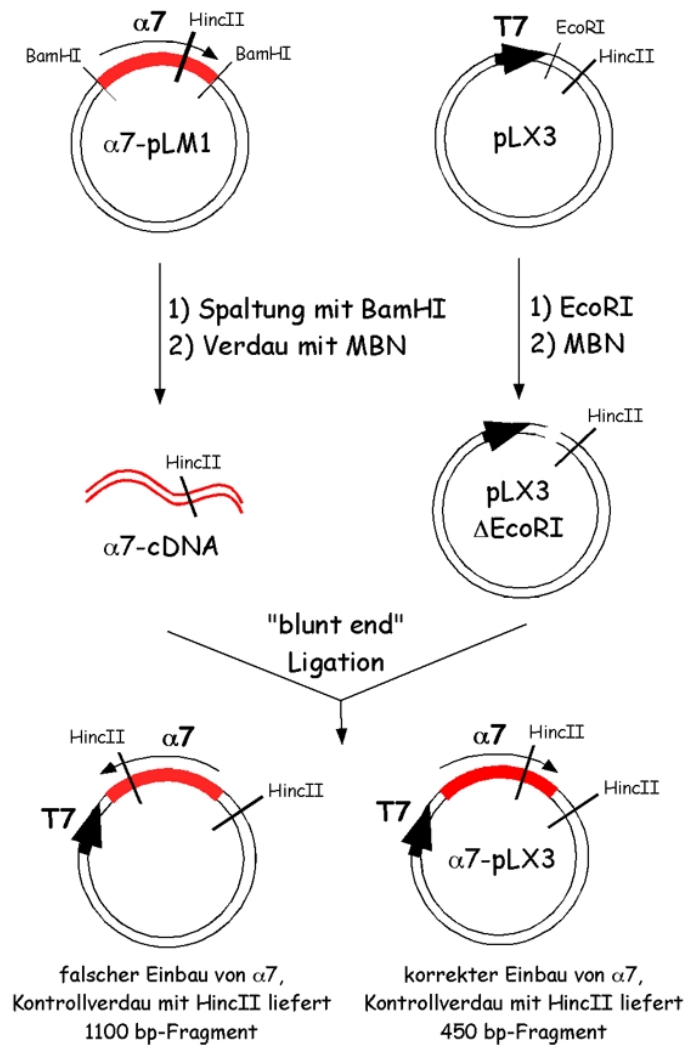 α7
HincII
BamHI
BamHI
α7-pLM1
T7
EcoRI
HincII
pLX3
1) Spaltung mit BamHI
2) Verdau mit MBN
1) EcoRI
2) MBN
HincII
α7-cDNA
HincII
pLX3
ΔEcoRI
"blunt end"
Ligation
HincII
α7
HincII
T7
α7
HincII
HincII
T7
α7-pLX3
falscher Einbau von α7,
Kontrollverdau mit HincII liefert
1100 bp-Fragment
korrekter Einbau von α7,
Kontrollverdau mit HincII liefert
450 bp-Fragment